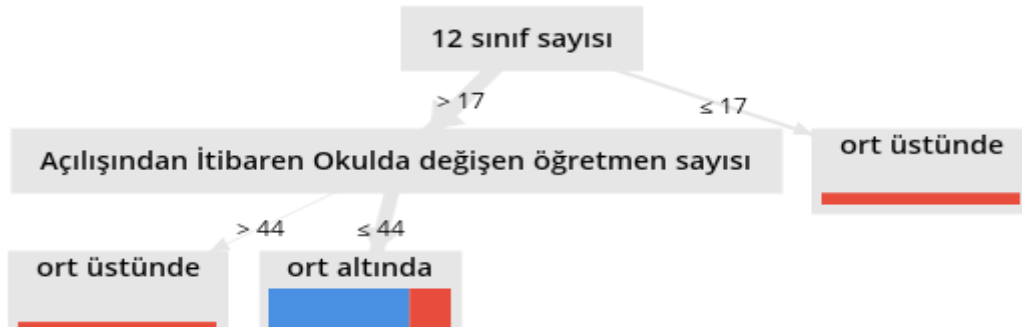 12 sınıf sayısı
> 17
≤ 17
Açılışından İtibaren Okulda değişen öğretmen sayısı
ort üstünde
> 44
≤ 44
ort üstünde
ort altında